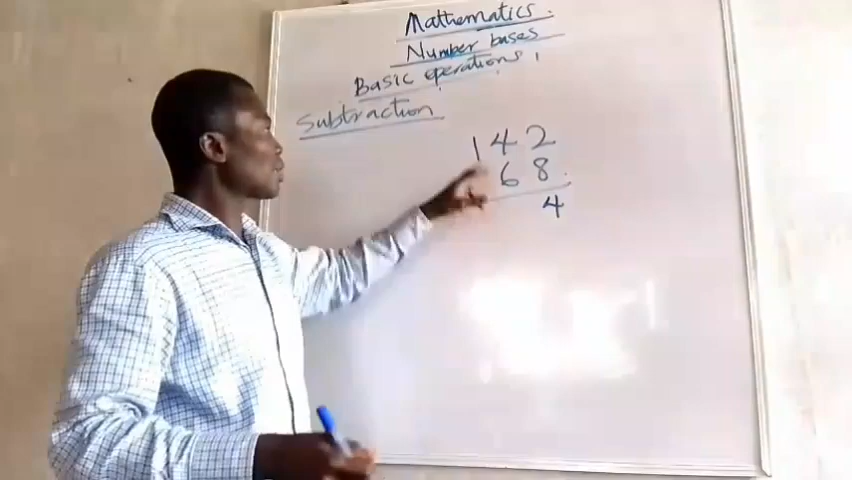 Mathematics.
Number bases
Basic operations,
Subtraction
142
68
4